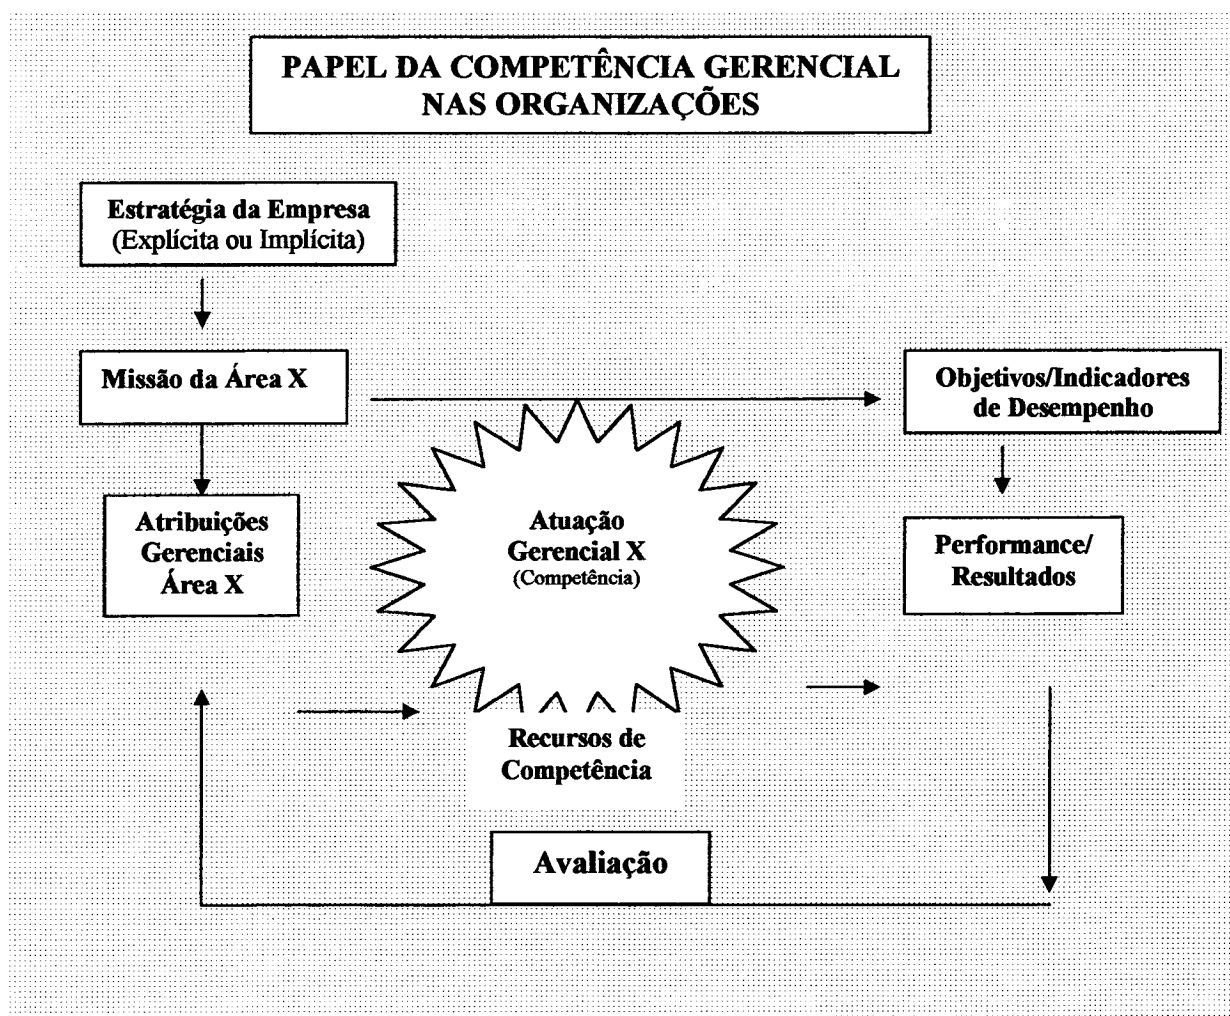 PAPEL DA COMPETÊNCIA GERENCIAL
NAS ORGANIZAÇÕES
Estratégia da Empresa
(Explícita ou Implícita)
Missão da Área X
Objetivos/Indicadores
de Desempenho
Atribuições
Gerenciais
Área X
Atuação
Gerencial X
(Competência)
Performance/
Resultados
Recursos de
Competência
Avaliação